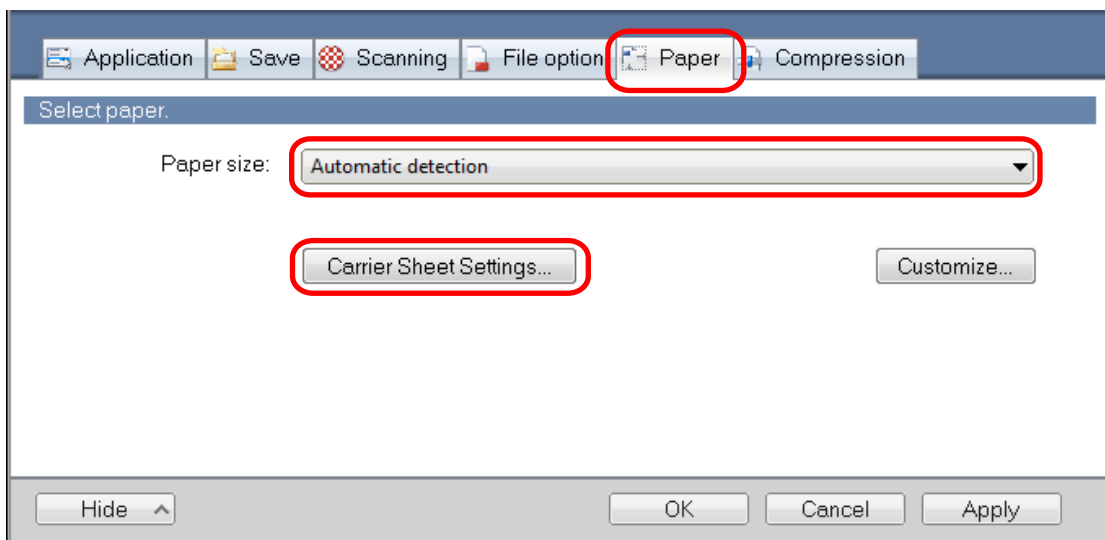 Application Save Scanning File option Paper Compression
Select paper.
Paper size: Automatic detection
Carrier Sheet Settings... Customize...
Hide OK Cancel Apply